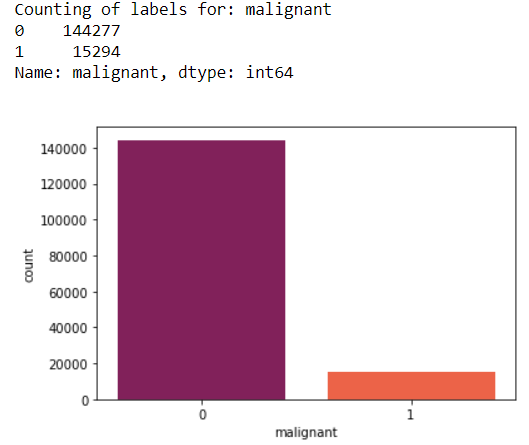 Counting of labels for: malignant
0    144277
1     15294
Name: malignant, dtype: int64
140000
120000
100000
80000
60000
40000
20000
0
count
0 1
malignant